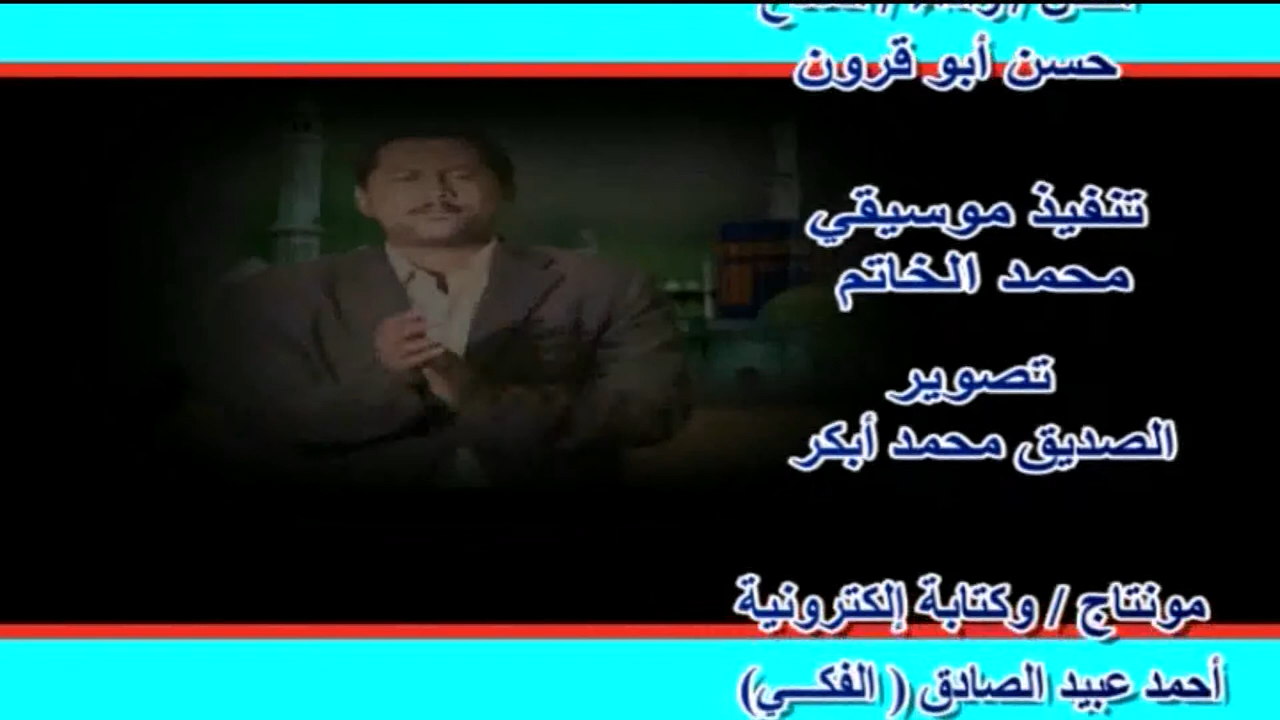 حسن أبو قرون
تنفيذ موسيقي
محمد الخاتم
تصوير
الصديق محمد أبكر
مونتاج / وكتابة إلكترونية
أحمد عبيد الصادق ( الفكـــي)